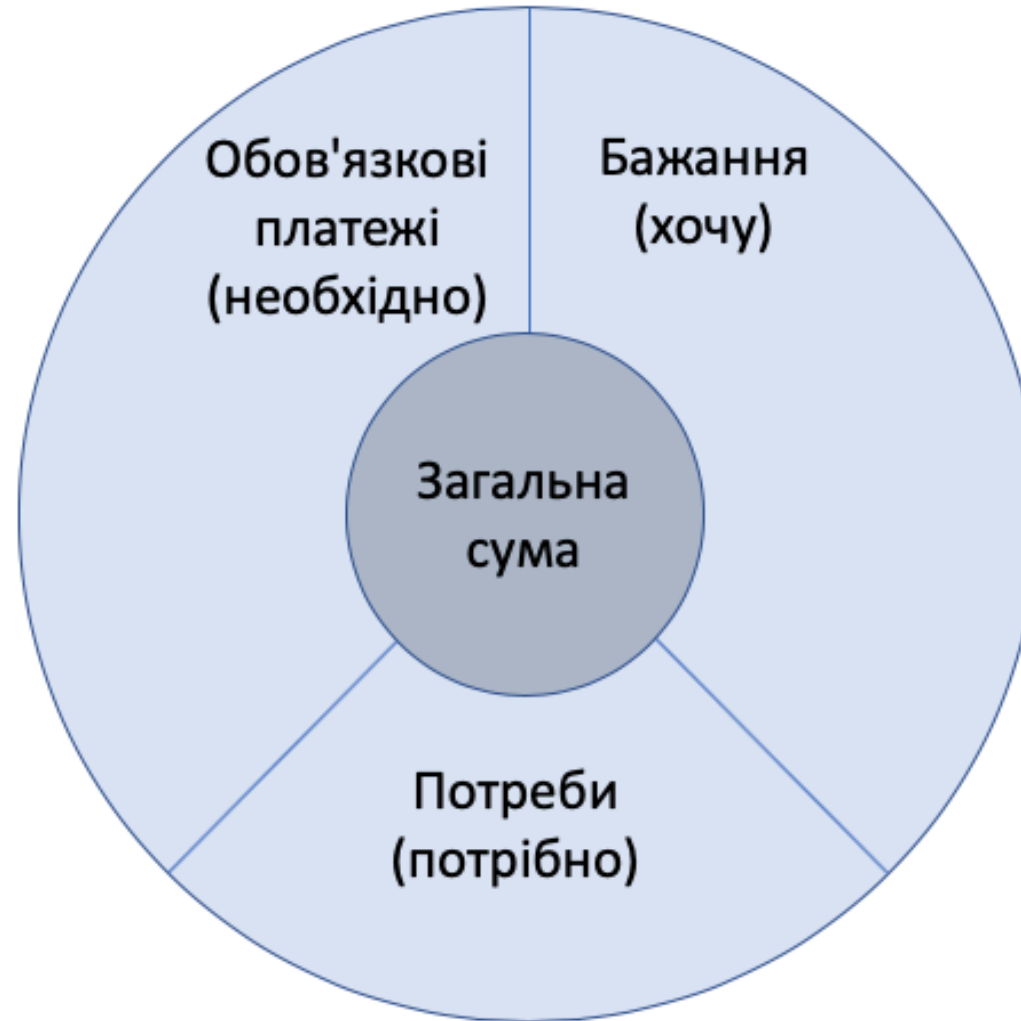 Обов'язкові
платежі
(необхідно)
Бажання
(хочу)
Загальна
сума
Потреби
(потрібно)